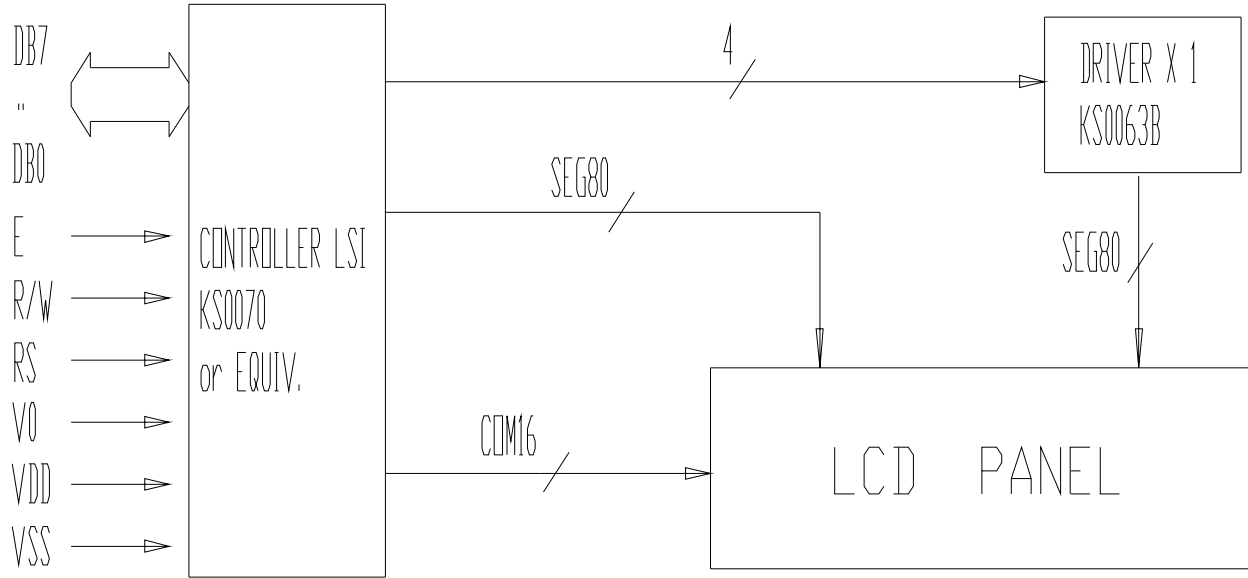 DB7
"
DB0
E
R/W
RS
V0
VDD
VSS
CONTROLLER LSI
KS0070
or EQUIV.
4
SEG80
COM16
DRIVER X 1
KS0063B
SEG80
LCD PANEL